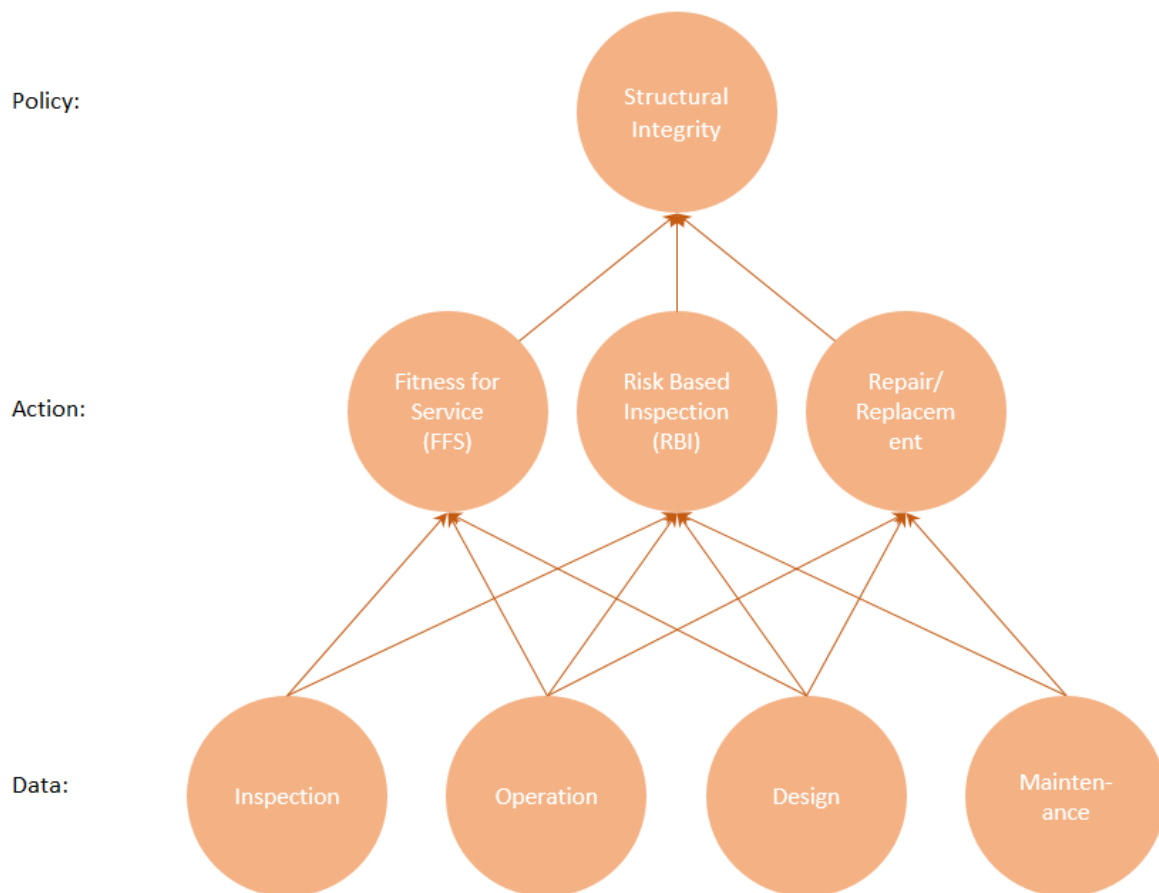 Policy:
Structural
Integrity
Action:
Fitness for
Service
(FFS)
Risk Based
Inspection
(RBI)
Repair/
Replacem
ent
Data:
Inspection
Operation
Design
Mainten-
ance